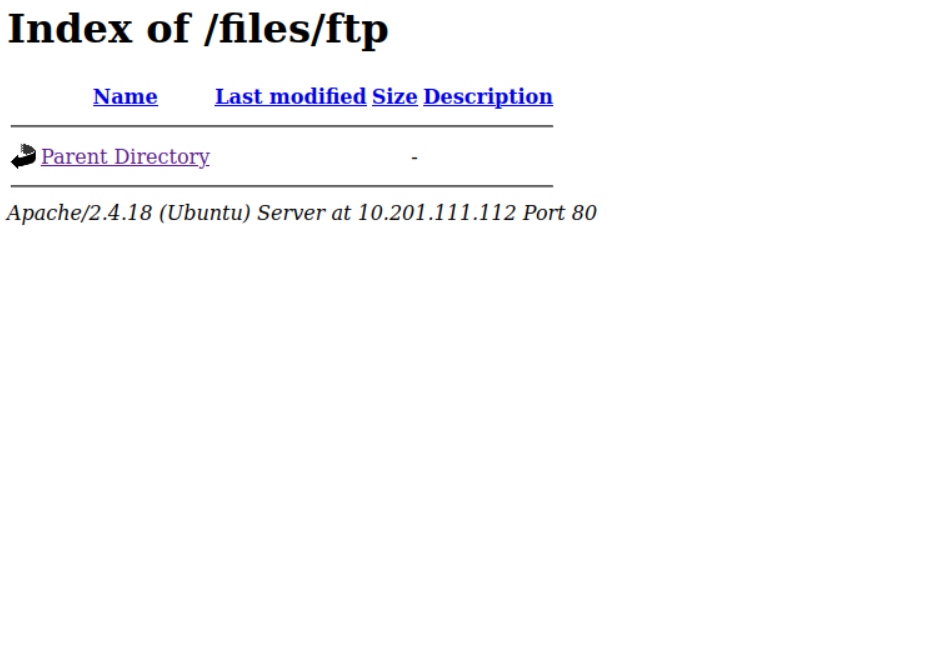 Index of /files/ftp
Name Last modified Size Description
Parent Directory -
Apache/2.4.18 (Ubuntu) Server at 10.201.111.112 Port 80